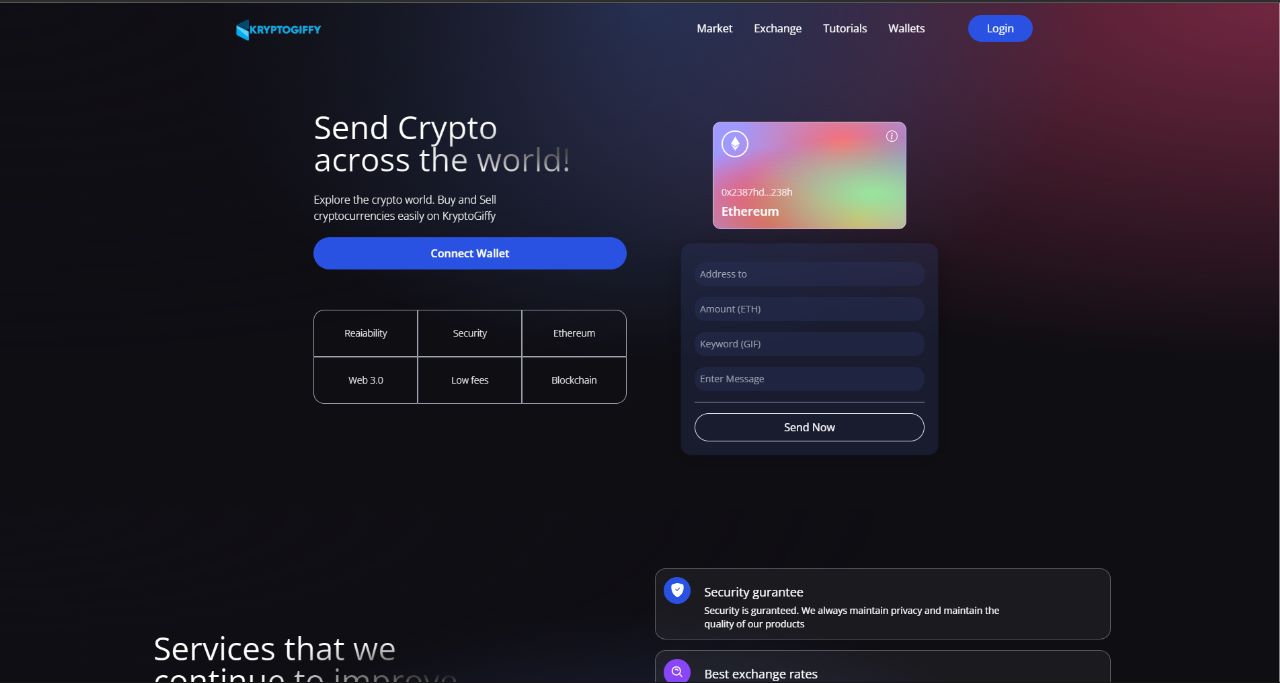 KRYPTOGIFFY
Market Exchange Tutorials Wallets Login
Send Crypto
across the world!
Explore the crypto world. Buy and Sell
cryptocurrencies easily on KryptoGiffy
Connect Wallet
Reaiability Security Ethereum
Web 3.0 Low fees Blockchain
0x2387hd...238h
Ethereum
Address to
Amount (ETH)
Keyword (GIF)
Enter Message
Send Now
Services that we
continue to improve
Security gurantee
Security is guranteed. We always maintain privacy and maintain the
quality of our products
Best exchange rates